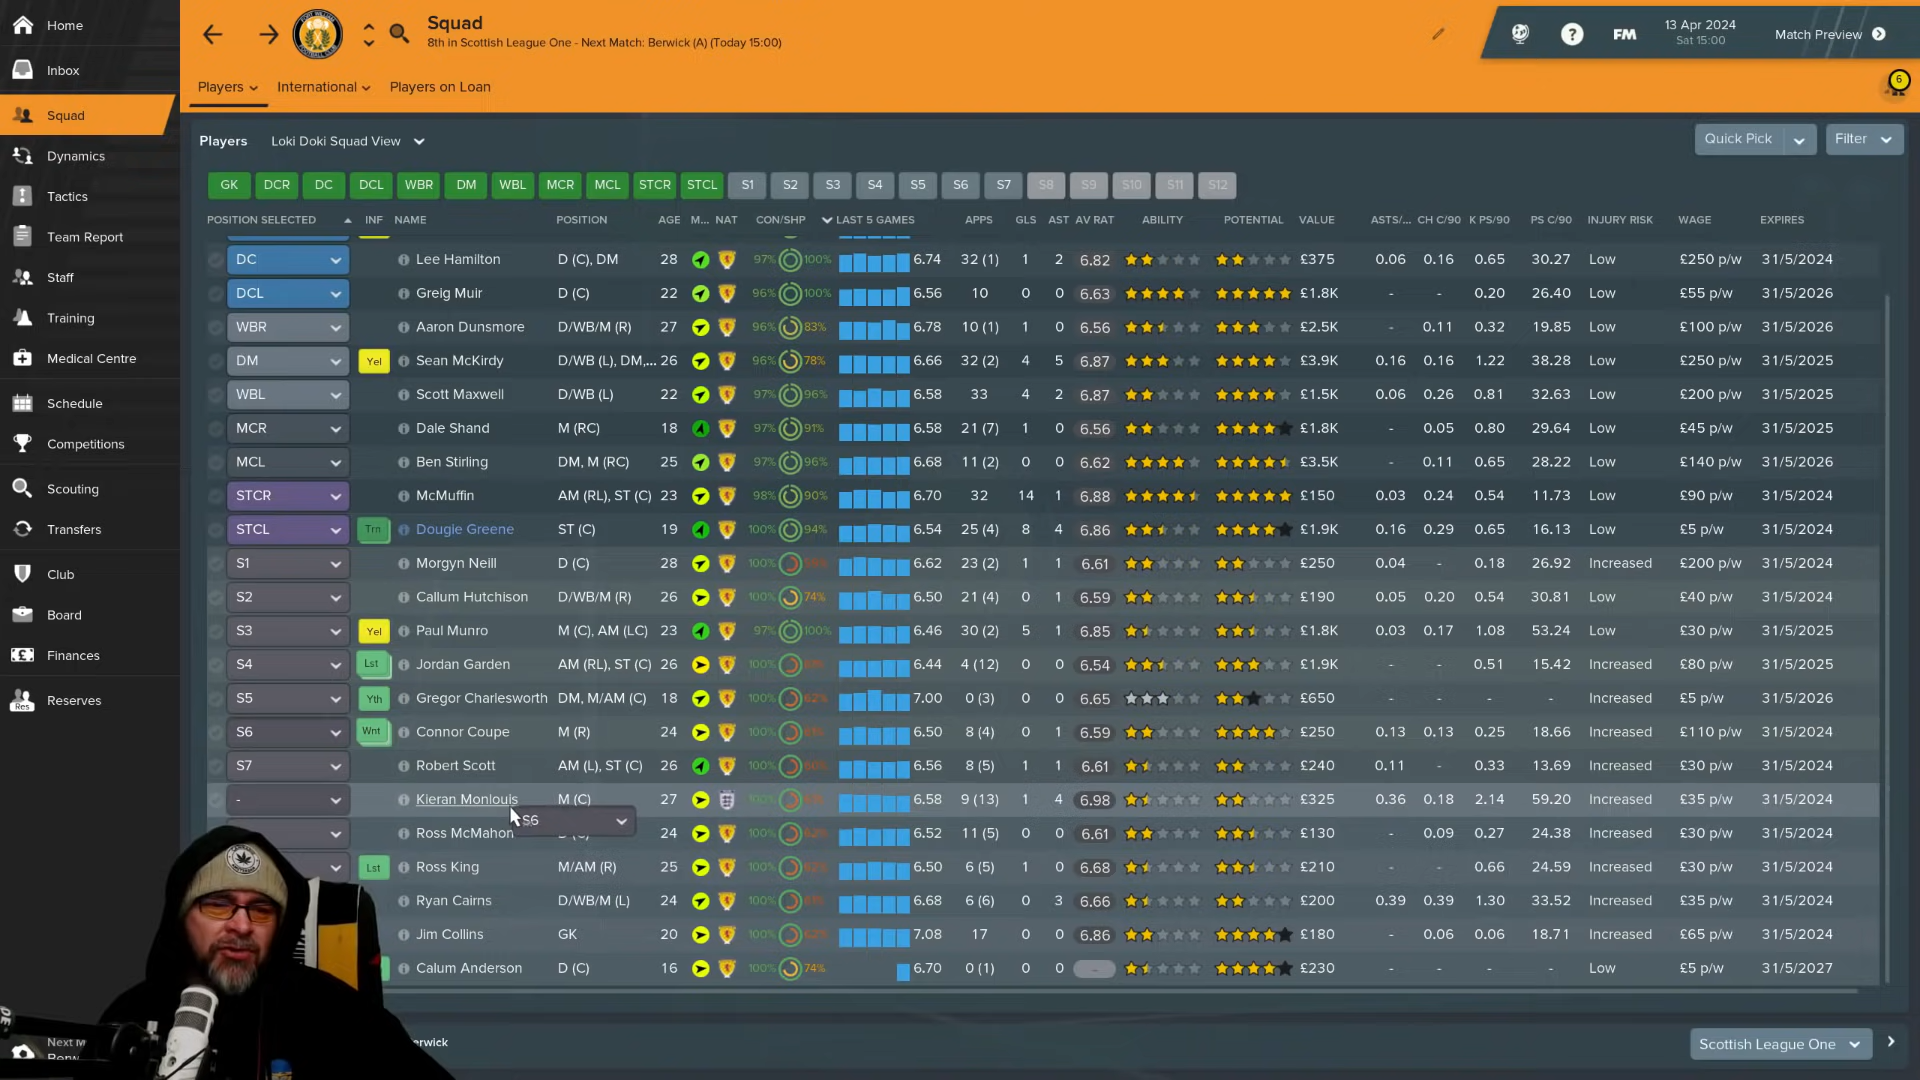 Home
Inbox
Squad
Dynamics
Tactics
Team Report
Staff
Training
Medical Centre
Schedule
Competitions
Scouting
Transfers
Club
Board
Finances
Reserves
Squad
8th in Scottish League One - Next Match: Berwick (A) (Today 15:00)
FM
13 Apr 2024
Sat 15:00
Match Preview
Players International Players on Loan
6
Players Loki Doki Squad View Quick Pick Filter
GK DCR DC DCL WBR DM WBL MCR MCL STCR STCL S1 S2 S3 S4 S5 S6 S7 S8 S9 S10 S11 S12
POSITION SELECTED INF NAME POSITION AGE M... NAT CON/SHP LAST 5 GAMES APPS GLS AST AV RAT ABILITY POTENTIAL VALUE ASTS/... CH C/90 K PS/90 PS C/90 INJURY RISK WAGE EXPIRES
DC Lee Hamilton D (C), DM 28 97% 100% 6.74 32 (1) 1 2 6.82 £375 0.06 0.16 0.65 30.27 Low £250 p/w 31/5/2024
DCL Greig Muir D (C) 22 96% 100% 6.56 10 0 0 6.63 £1.8K - - 0.20 26.40 Low £55 p/w 31/5/2026
WBR Aaron Dunsmore D/WB/M (R) 27 96% 83% 6.78 10 (1) 1 0 6.56 £2.5K - 0.11 0.32 19.85 Low £100 p/w 31/5/2026
DM Yel Sean McKirdy D/WB (L), DM,... 26 96% 78% 6.66 32 (2) 4 5 6.87 £3.9K 0.16 0.16 1.22 38.28 Low £250 p/w 31/5/2024
WBL Scott Maxwell D/WB (L) 22 97% 96% 6.58 33 4 2 6.87 £1.5K 0.06 0.26 0.81 32.63 Low £200 p/w 31/5/2025
MCR Dale Shand M (RC) 18 97% 91% 6.58 21 (7) 1 0 6.56 £1.8K - 0.05 0.80 29.64 Low £45 p/w 31/5/2025
MCL Ben Stirling DM, M (RC) 25 97% 96% 6.68 11 (2) 0 0 6.62 £3.5K - 0.11 0.65 28.22 Low £140 p/w 31/5/2026
STCR McMuffin AM (RL), ST (C) 23 98% 90% 6.70 32 14 1 6.88 £150 0.03 0.24 0.54 11.73 Low £90 p/w 31/5/2024
STCL Trn Dougie Greene ST (C) 19 100% 94% 6.54 25 (4) 8 4 6.86 £1.9K 0.16 0.29 0.65 16.13 Low £5 p/w 31/5/2024
S1 Morgyn Neill D (C) 28 100% 6.62 23 (2) 1 1 6.61 £250 0.04 - 0.18 26.92 Increased £200 p/w 31/5/2024
S2 Callum Hutchison D/WB/M (R) 26 100% 74% 6.50 21 (4) 0 1 6.59 £190 0.05 0.20 0.54 30.81 Low £40 p/w 31/5/2024
S3 Yel Paul Munro M (C), AM (LC) 23 97% 100% 6.46 30 (2) 5 1 6.85 £1.8K 0.03 0.17 1.08 53.24 Low £30 p/w 31/5/2025
S4 Lst Jordan Garden AM (RL), ST (C) 26 100% 6.44 4 (12) 0 0 6.54 £1.9K - - 0.51 15.42 Increased £80 p/w 31/5/2025
S5 Yth Gregor Charlesworth DM, M/AM (C) 18 100% 62% 7.00 0 (3) 0 0 6.65 £650 - - - - Increased £5 p/w 31/5/2026
S6 Wnt Connor Coupe M (R) 24 100% 6.50 8 (4) 0 1 6.59 £250 0.13 0.13 0.25 18.66 Increased £110 p/w 31/5/2024
S7 Robert Scott AM (L), ST (C) 26 100% 6.56 8 (5) 1 1 6.61 £240 0.11 - 0.33 13.69 Increased £20 p/w 31/5/2024
- Kieran Monlouis M (C) 27 100% 6.58 9 (13) 1 4 6.98 £325 0.36 0.18 2.14 59.20 Increased £35 p/w 31/5/2024
S6
Ross McMahon 24 100% 6.52 11 (5) 0 0 6.61 £130 - 0.09 0.27 24.38 Increased £30 p/w 31/5/2024
Lst Ross King M/AM (R) 25 100% 6.50 6 (5) 1 0 6.68 £210 - - 0.66 24.59 Increased £30 p/w 31/5/2024
Ryan Cairns D/WB/M (L) 24 100% 6.68 6 (6) 0 3 6.66 £200 0.39 0.39 1.30 33.52 Increased £35 p/w 31/5/2024
Jim Collins GK 20 100% 7.08 17 0 0 6.86 £180 - 0.06 0.06 18.71 Increased £65 p/w 31/5/2024
Calum Anderson D (C) 16 100% 74% 6.70 0 (1) 0 0 - £230 - - - - Low £5 p/w 31/5/2027
Next M
erwick
Scottish League One